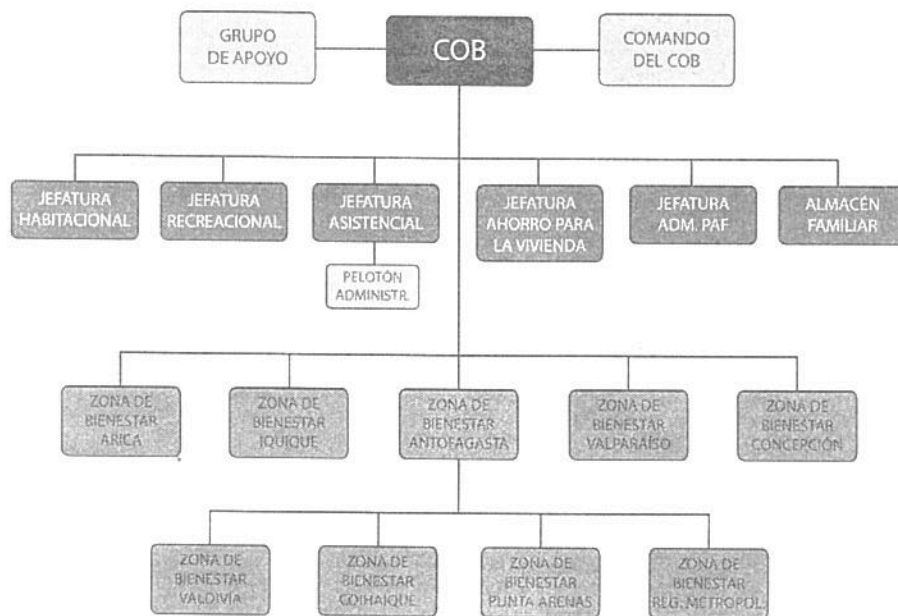 GRUPO
DE APOYO
COB
COMANDO
DEL COB
JEFATURA
HABITACIONAL
JEFATURA
RECREACIONAL
JEFATURA
ASISTENCIAL
JEFATURA
AHORRO PARA
LA VIVIENDA
JEFATURA
ADM. PAF
ALMACÉN
FAMILIAR
PELOTÓN
ADMINISTR.
ZONA DE
BIENESTAR
ARICA
ZONA DE
BIENESTAR
IQUIQUE
ZONA DE
BIENESTAR
ANTOFAGASTA
ZONA DE
BIENESTAR
VALPARAÍSO
ZONA DE
BIENESTAR
CONCEPCIÓN
ZONA DE
BIENESTAR
VALDIVIA
ZONA DE
BIENESTAR
COIHAIQUE
ZONA DE
BIENESTAR
PUNTA ARENAS
ZONA DE
BIENESTAR
REG. METROPOL.